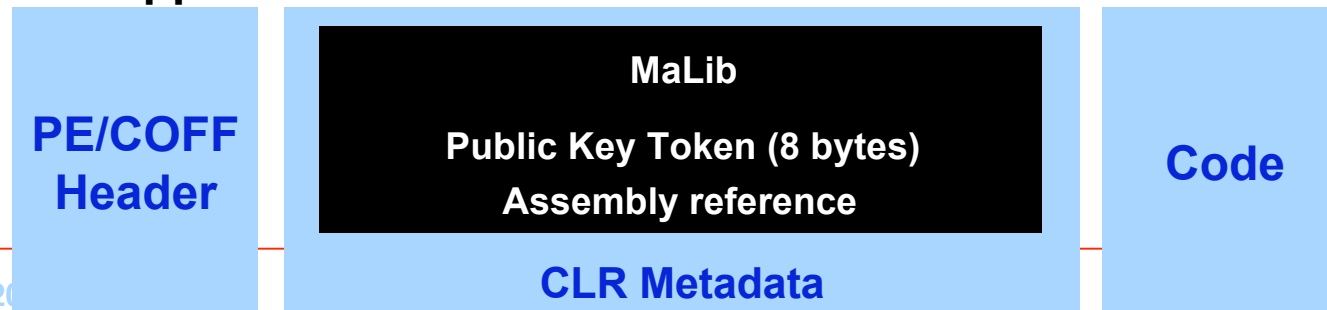 MaLib
PE/COFF
Header
Public Key Token (8 bytes)
Assembly reference
Code
CLR Metadata